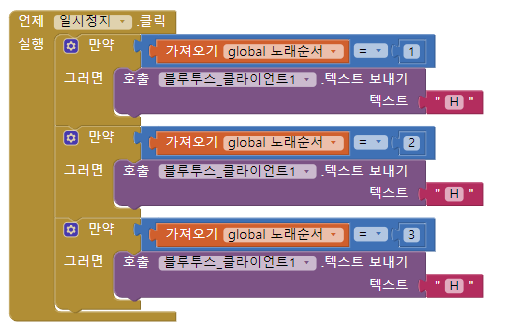 언제 일시정지 .클릭
실행 만약 가져오기 global 노래순서 = 1
그러면 호출 블루투스_클라이언트1 .텍스트 보내기
텍스트 " H "
만약 가져오기 global 노래순서 = 2
그러면 호출 블루투스_클라이언트1 .텍스트 보내기
텍스트 " H "
만약 가져오기 global 노래순서 = 3
그러면 호출 블루투스_클라이언트1 .텍스트 보내기
텍스트 " H "